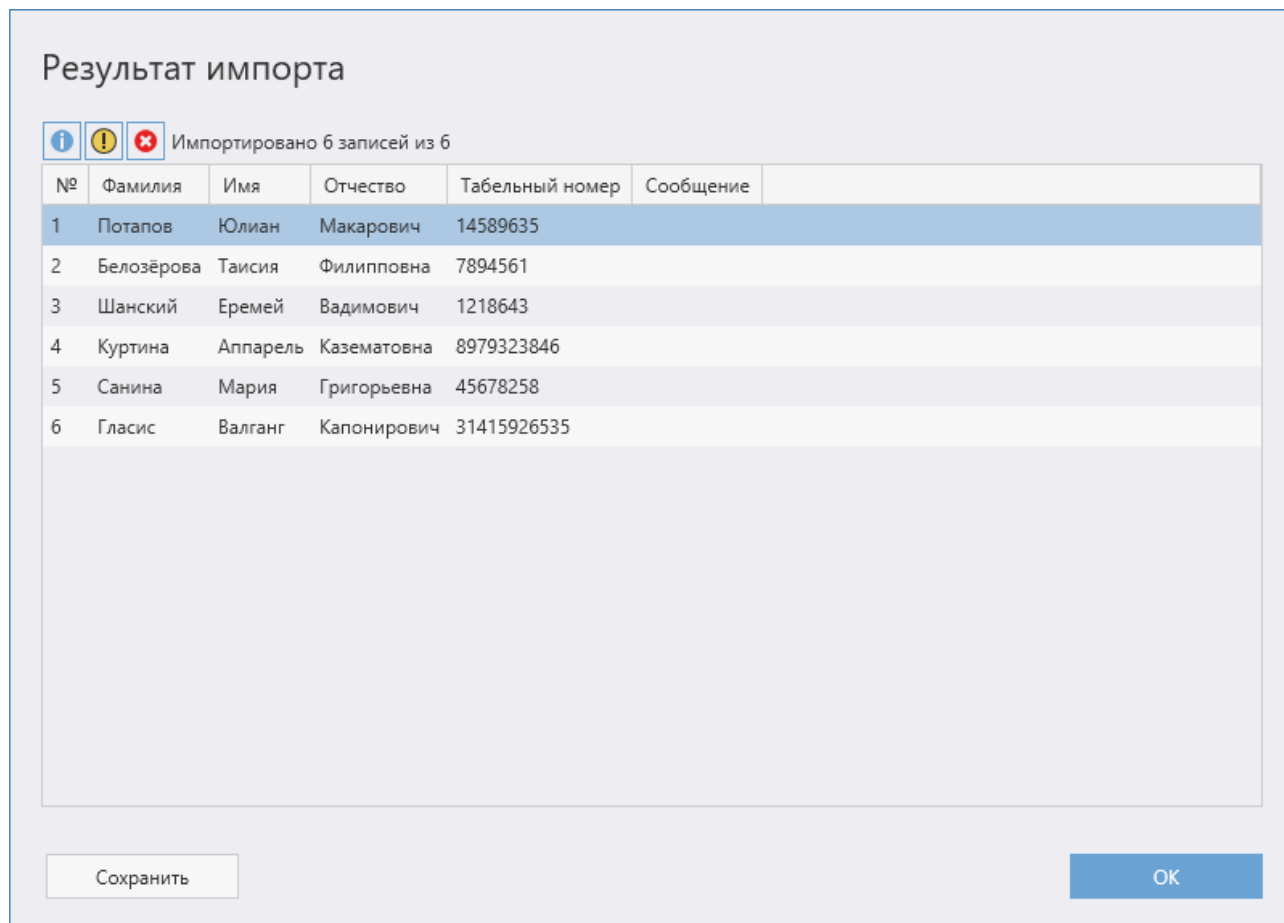 Результат импорта
Импортировано 6 записей из 6
№ Фамилия Имя Отчество Табельный номер Сообщение
1 Потапов Юлиан Макарович 14589635
2 Белозёрова Таисия Филипповна 7894561
3 Шанский Еремей Вадимович 1218643
4 Куртина Аппарель Казематовна 8979323846
5 Санина Мария Григорьевна 45678258
6 Гласис Валганг Капонирович 31415926535
Сохранить ОК